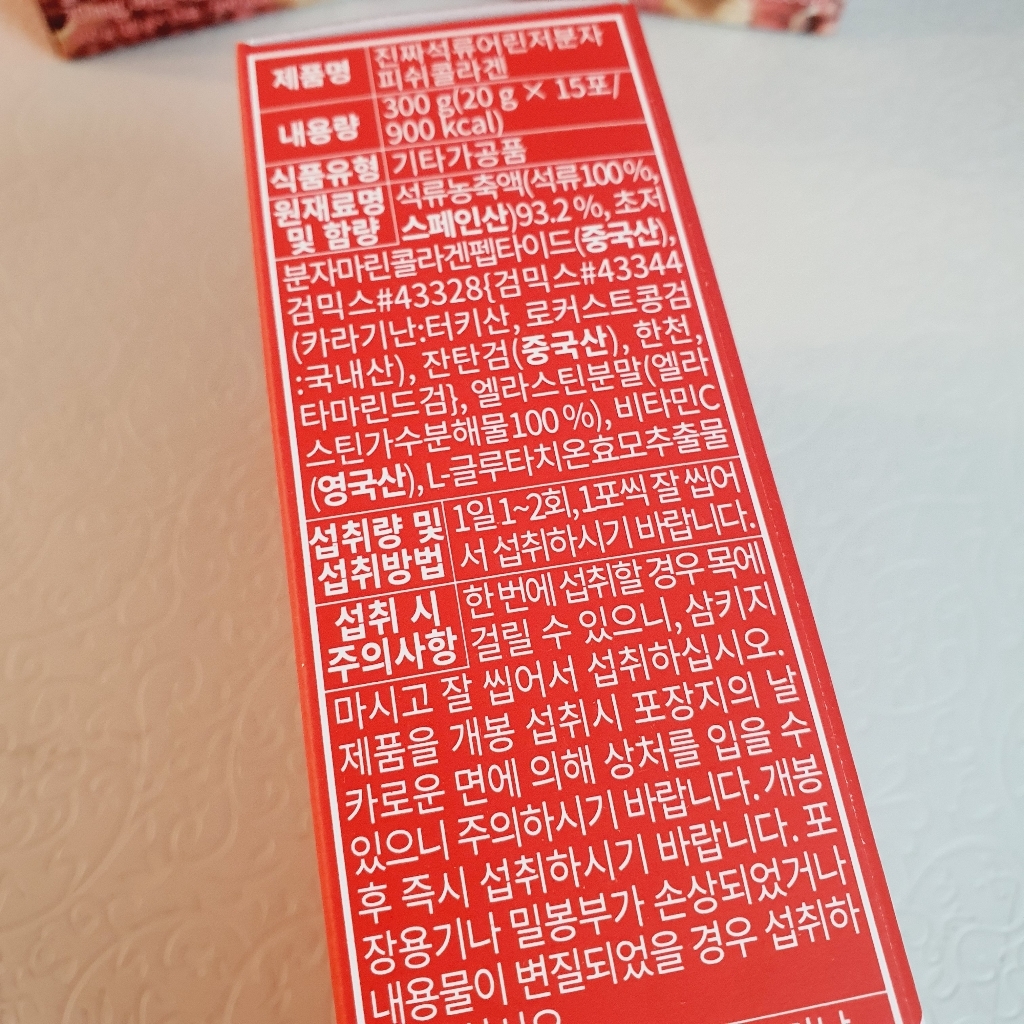 제품명
진짜석류어린저분자
피쉬콜라겐
내용량
300 g(20 g × 15포/
900 kcal)
식품유형
기타가공품
원재료명
및 함량
석류농축액(석류100%,
스페인산)93.2%, 초저
분자마린콜라겐펩타이드(중국산),
검믹스#43328{검믹스#43344
(카라기난:터키산, 로커스트콩검
:국내산), 잔탄검(중국산), 한천,
타마린드검}, 엘라스틴분말(엘라
스틴가수분해물100%), 비타민C
(영국산), L-글루타치온효모추출물
섭취량 및
섭취방법
1일 1~2회, 1포씩 잘 씹어
서 섭취하시기 바랍니다.
섭취 시
주의사항
한 번에 섭취할 경우 목에
걸릴 수 있으니, 삼키지
마시고 잘 씹어서 섭취하십시오.
제품을 개봉 섭취시 포장지의 날
카로운 면에 의해 상처를 입을 수
있으니 주의하시기 바랍니다. 개봉
후 즉시 섭취하시기 바랍니다. 포
장용기나 밀봉부가 손상되었거나
내용물이 변질되었을 경우 섭취하